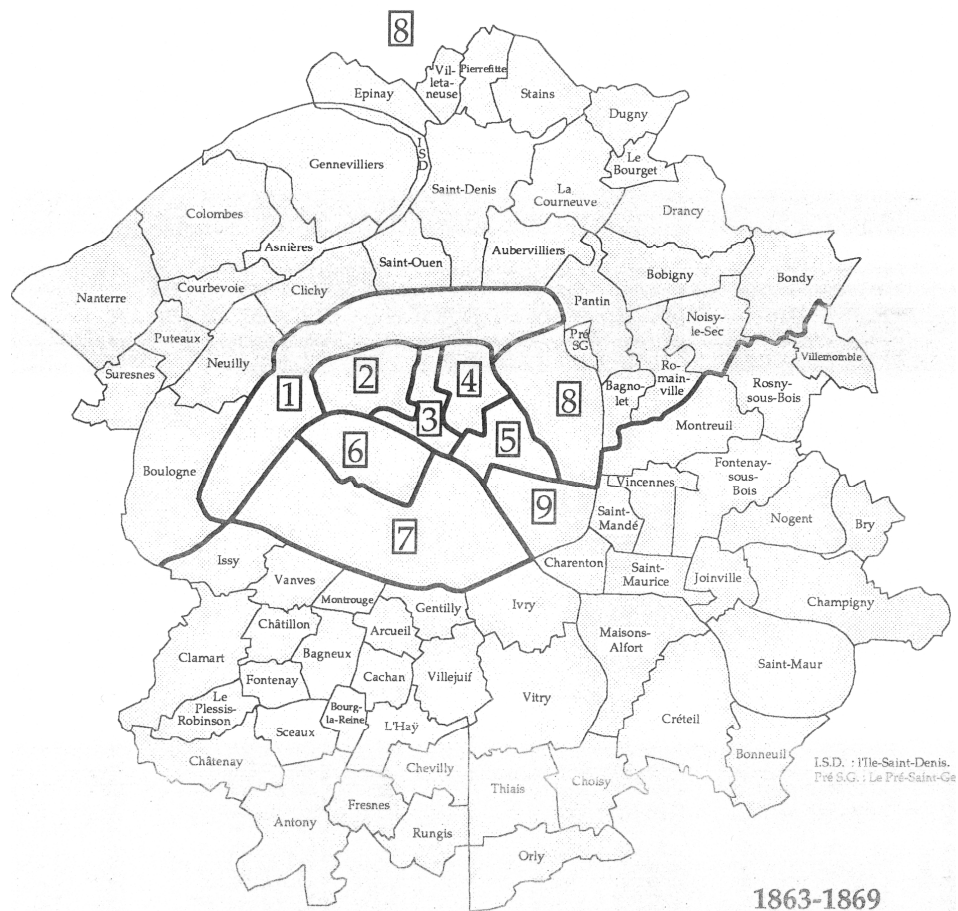 8
Vil-
leta-
neuse
Pierrefitte
Epinay
Stains
Dugny
I
S
D
Le
Bourget
Gennevilliers
Saint-Denis
La
Courneuve
Drancy
Colombes
Asnières
Saint-Ouen
Aubervilliers
Bobigny
Bondy
Nanterre
Courbevoie
Clichy
Pantin
Noisy-
le-Sec
Puteaux
Neuilly
Pré
SG
Suresnes
Villemomble
1
2
3
4
5
6
7
8
9
Bagno-
let
Ro-
main-
ville
Rosny-
sous-Bois
Montreuil
Boulogne
Vincennes
Fontenay-
sous-
Bois
Saint-
Mandé
Nogent
Bry
Issy
Vanves
Montrouge
Gentilly
Ivry
Charenton
Saint-
Maurice
Joinville
Champigny
Châtillon
Arcueil
Clamart
Bagneux
Maisons-
Alfort
Fontenay
Cachan
Villejuif
Saint-Maur
Le
Plessis-
Robinson
Bourg-
la-Reine
Vitry
Sceaux
L'Haÿ
Créteil
Châtenay
Chevilly
Bonneuil
Thiais
Choisy
Antony
Fresnes
Rungis
Orly
I.S.D. : l'Ile-Saint-Denis.
Pré S.G. : Le Pré-Saint-Ge
1863-1869